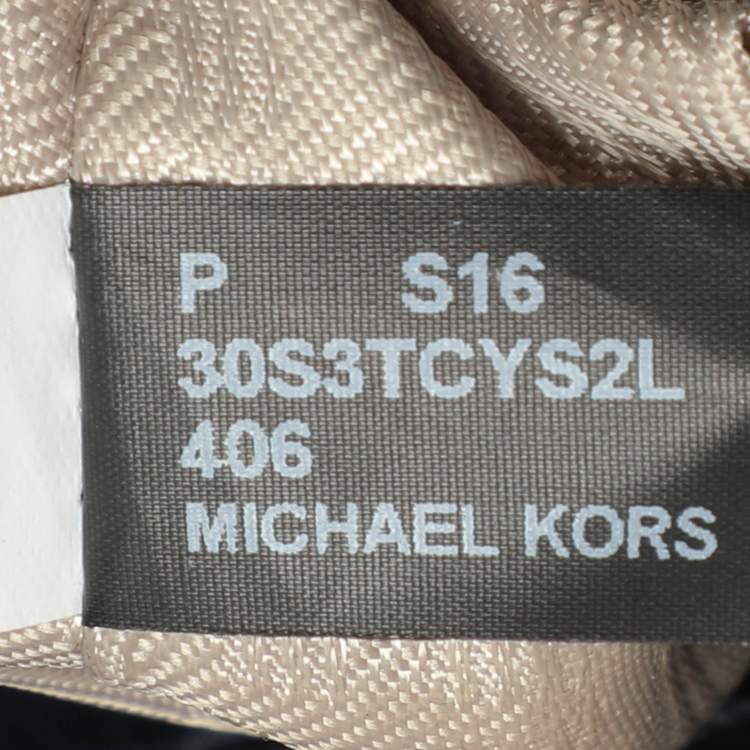 P S16
30S3TCYS2L
406
MICHAEL KORS